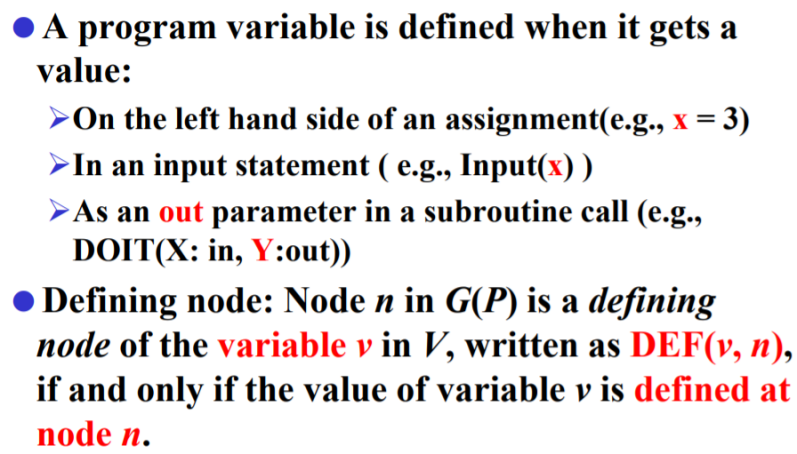 ● A program variable is defined when it gets a
value:
➢On the left hand side of an assignment(e.g., x = 3)
➢In an input statement ( e.g., Input(x) )
➢As an out parameter in a subroutine call (e.g.,
DOIT(X: in, Y:out))
● Defining node: Node n in G(P) is a defining
node of the variable v in V, written as DEF(v, n),
if and only if the value of variable v is defined at
node n.